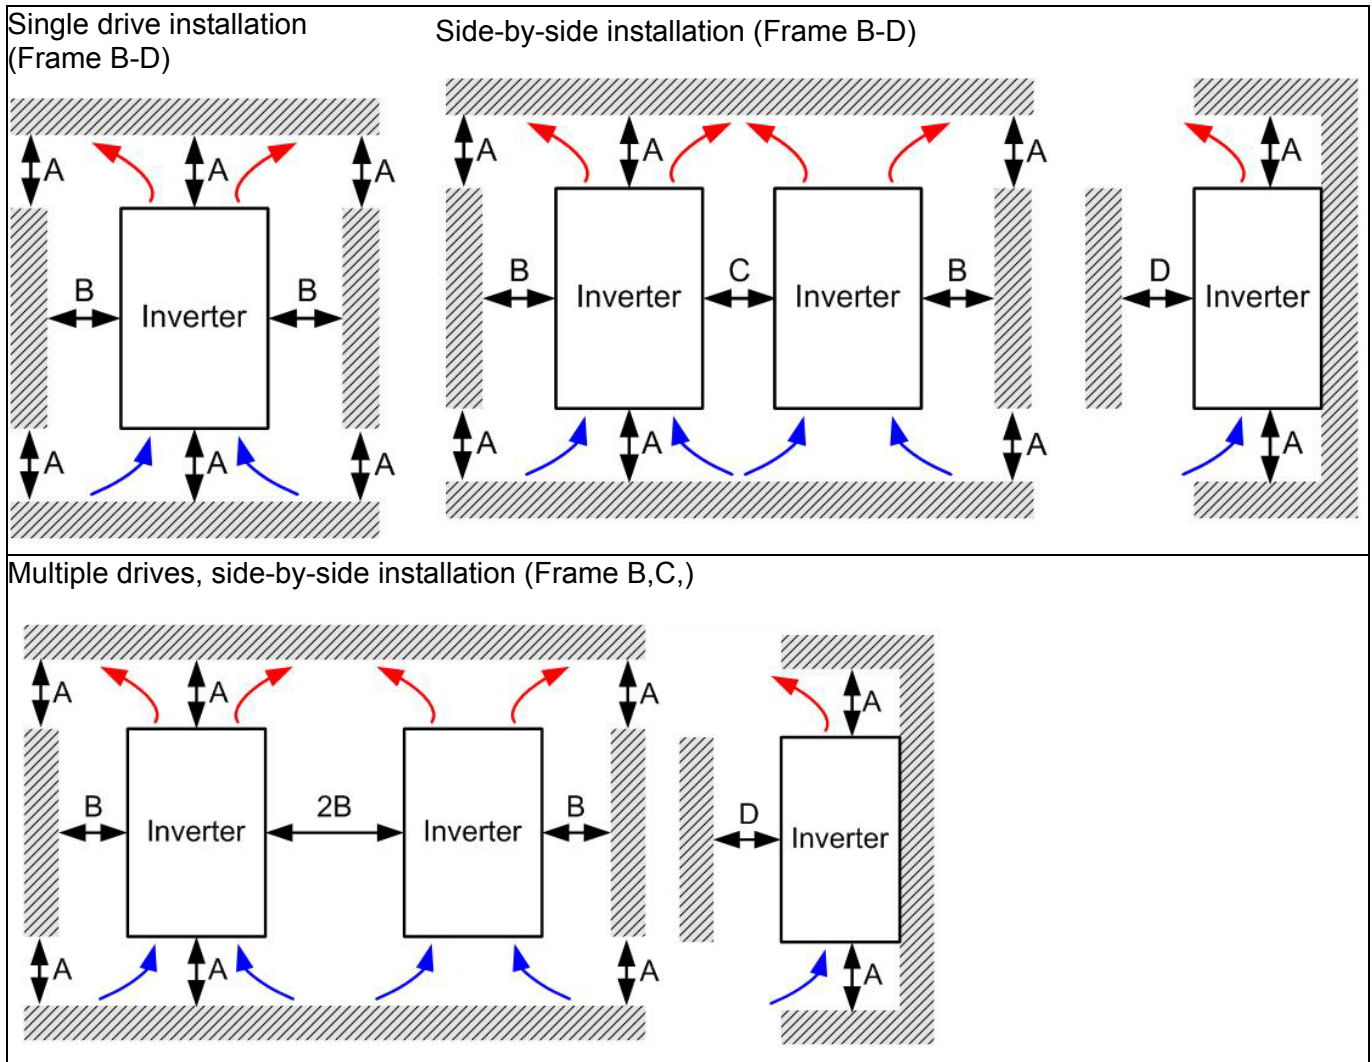 Single drive installation
(Frame B-D)
Side-by-side installation (Frame B-D)
A A A
B Inverter B
A A A
A A A
B Inverter C Inverter B
A A A
A
D Inverter
A
Multiple drives, side-by-side installation (Frame B,C,)
A A A
B Inverter 2B Inverter B
A A A
A
D Inverter
A